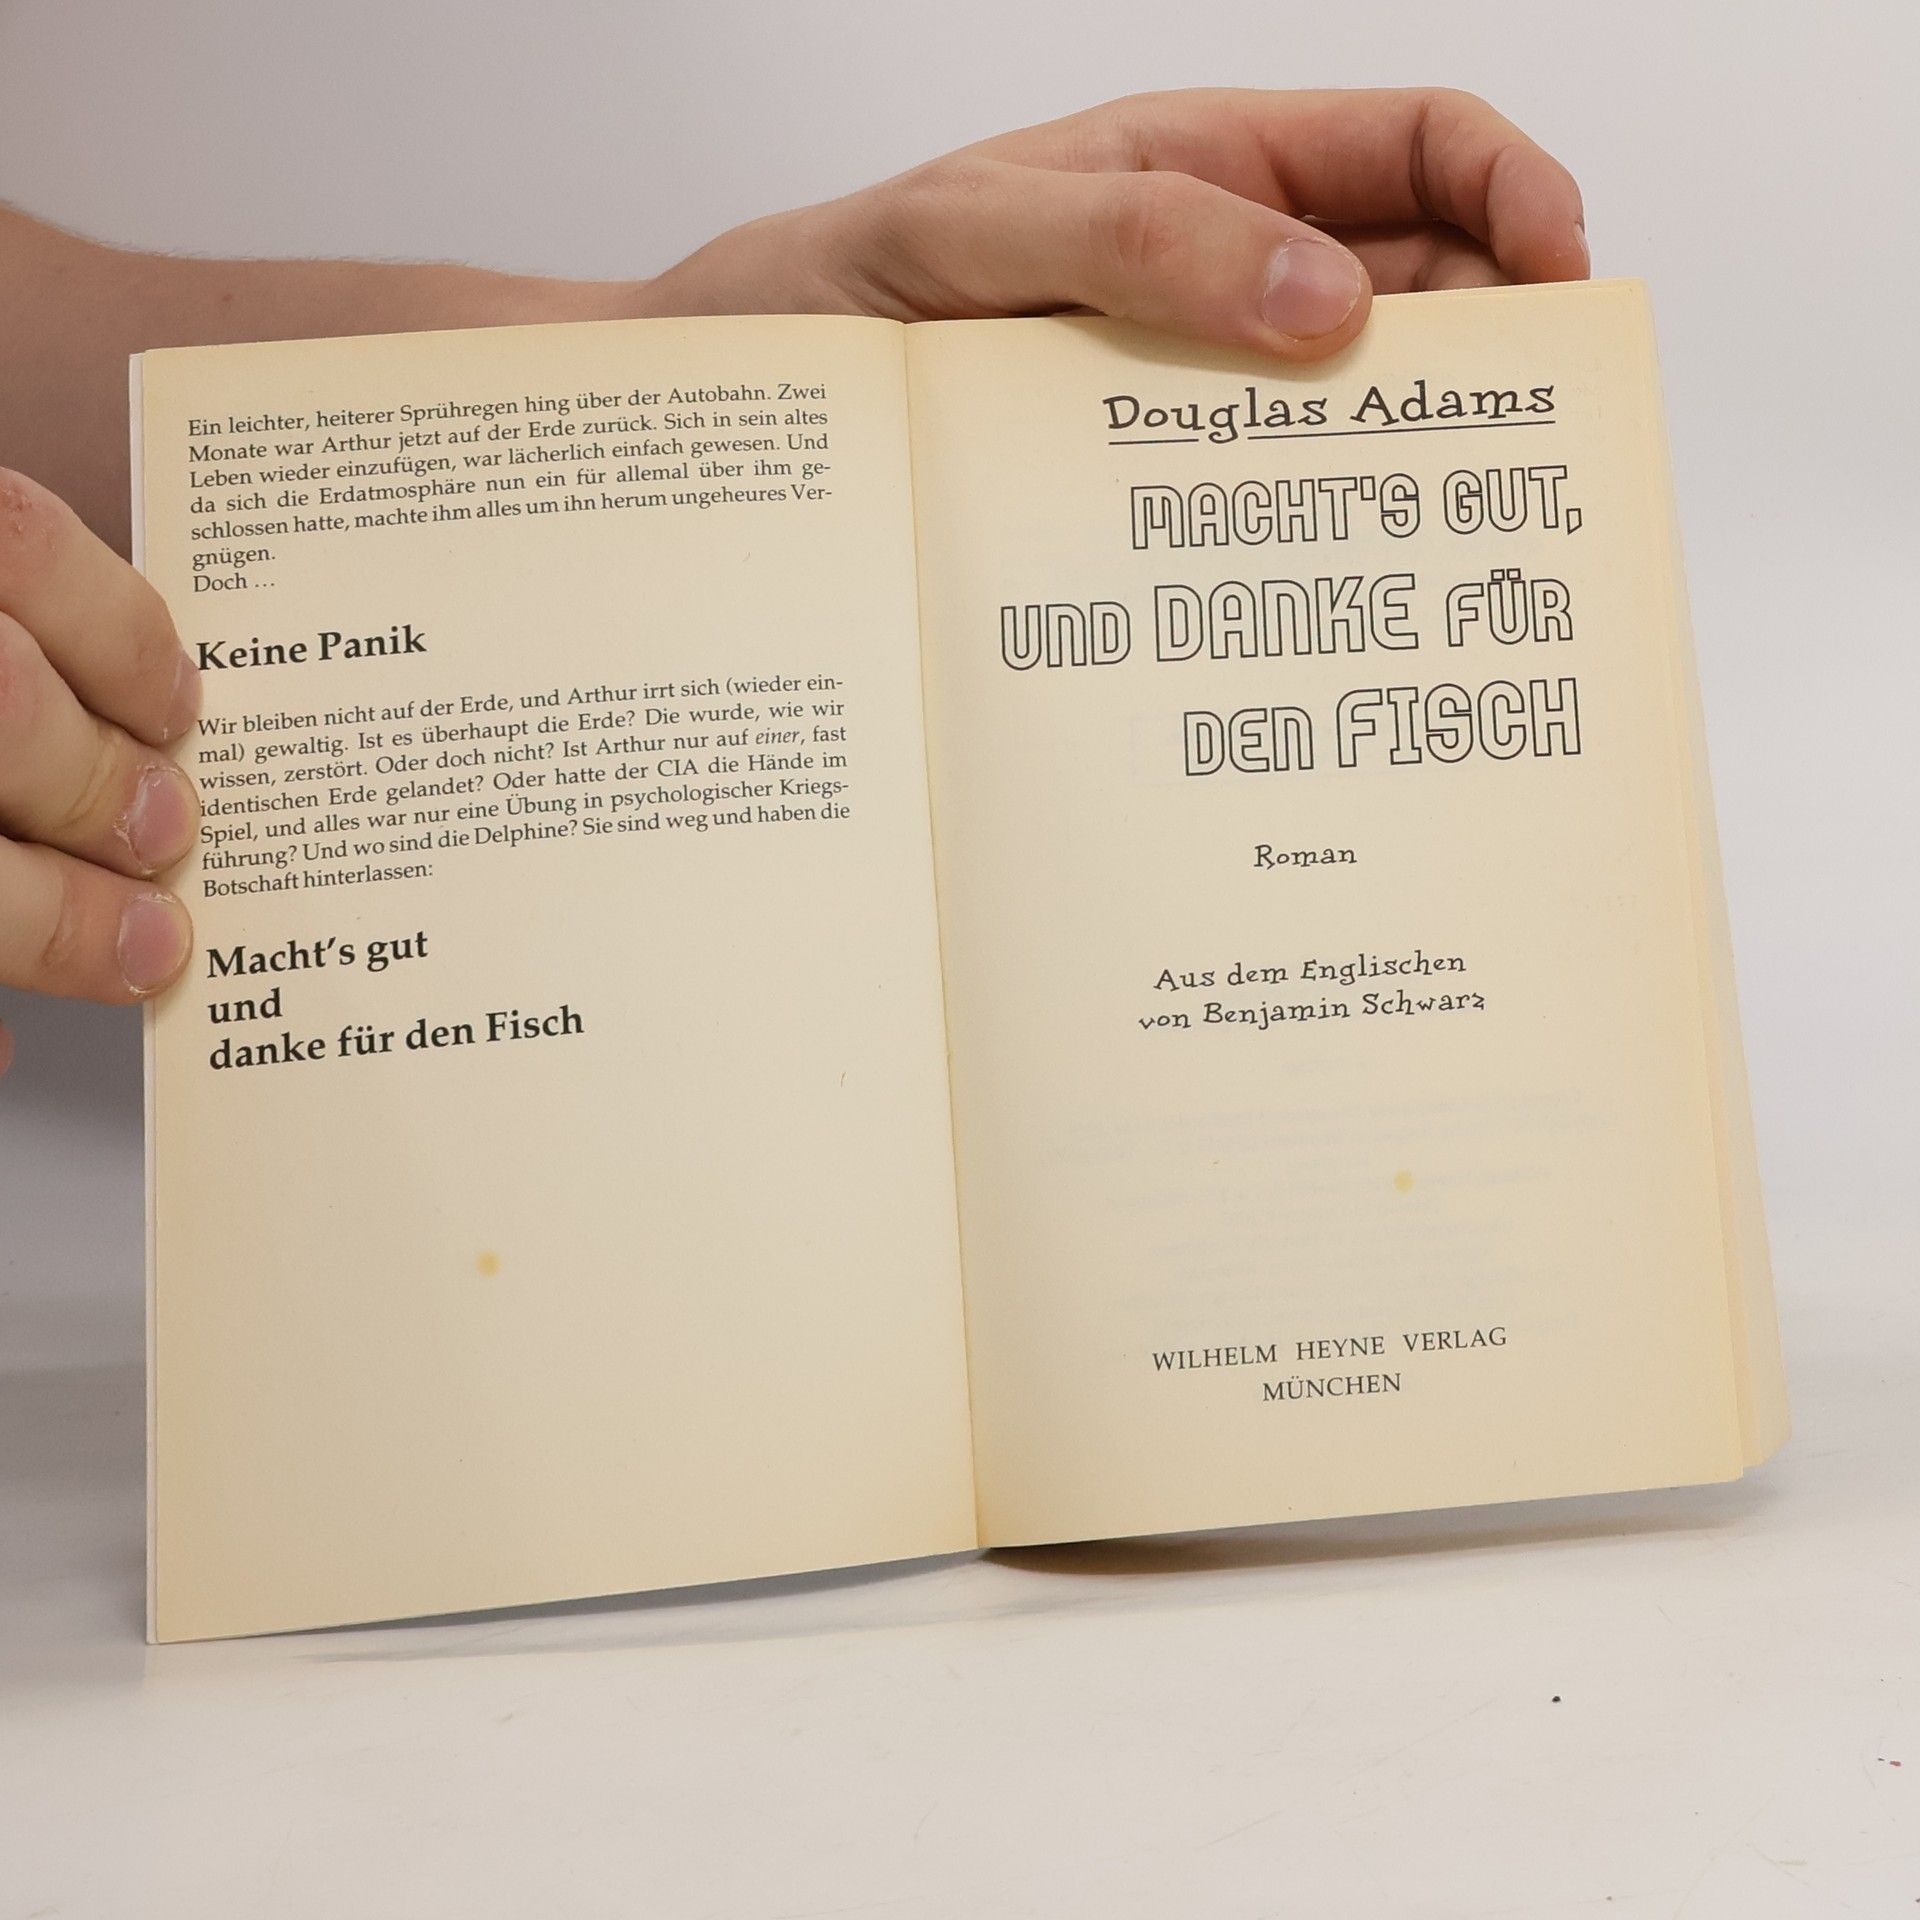 Ein leichter, heiterer Sprühregen hing über der Autobahn. Zwei
Monate war Arthur jetzt auf der Erde zurück. Sich in sein altes
Leben wieder einzufügen, war lächerlich einfach gewesen. Und
da sich die Erdatmosphäre nun ein für allemal über ihm ge-
schlossen hatte, machte ihm alles um ihn herum ungeheures Ver-
gnügen.
Doch ...
Keine Panik
Wir bleiben nicht auf der Erde, und Arthur irrt sich (wieder ein-
mal) gewaltig. Ist es überhaupt die Erde? Die wurde, wie wir
wissen, zerstört. Oder doch nicht? Ist Arthur nur auf einer, fast
identischen Erde gelandet? Oder hatte der CIA die Hände im
Spiel, und alles war nur eine Übung in psychologischer Kriegs-
führung? Und wo sind die Delphine? Sie sind weg und haben die
Botschaft hinterlassen:
Macht's gut
und
danke für den Fisch
Douglas Adams
MACHT'S GUT,
UND DANKE FÜR
DEN FISCH
Roman
Aus dem Englischen
von Benjamin Schwarz
WILHELM HEYNE VERLAG
MÜNCHEN